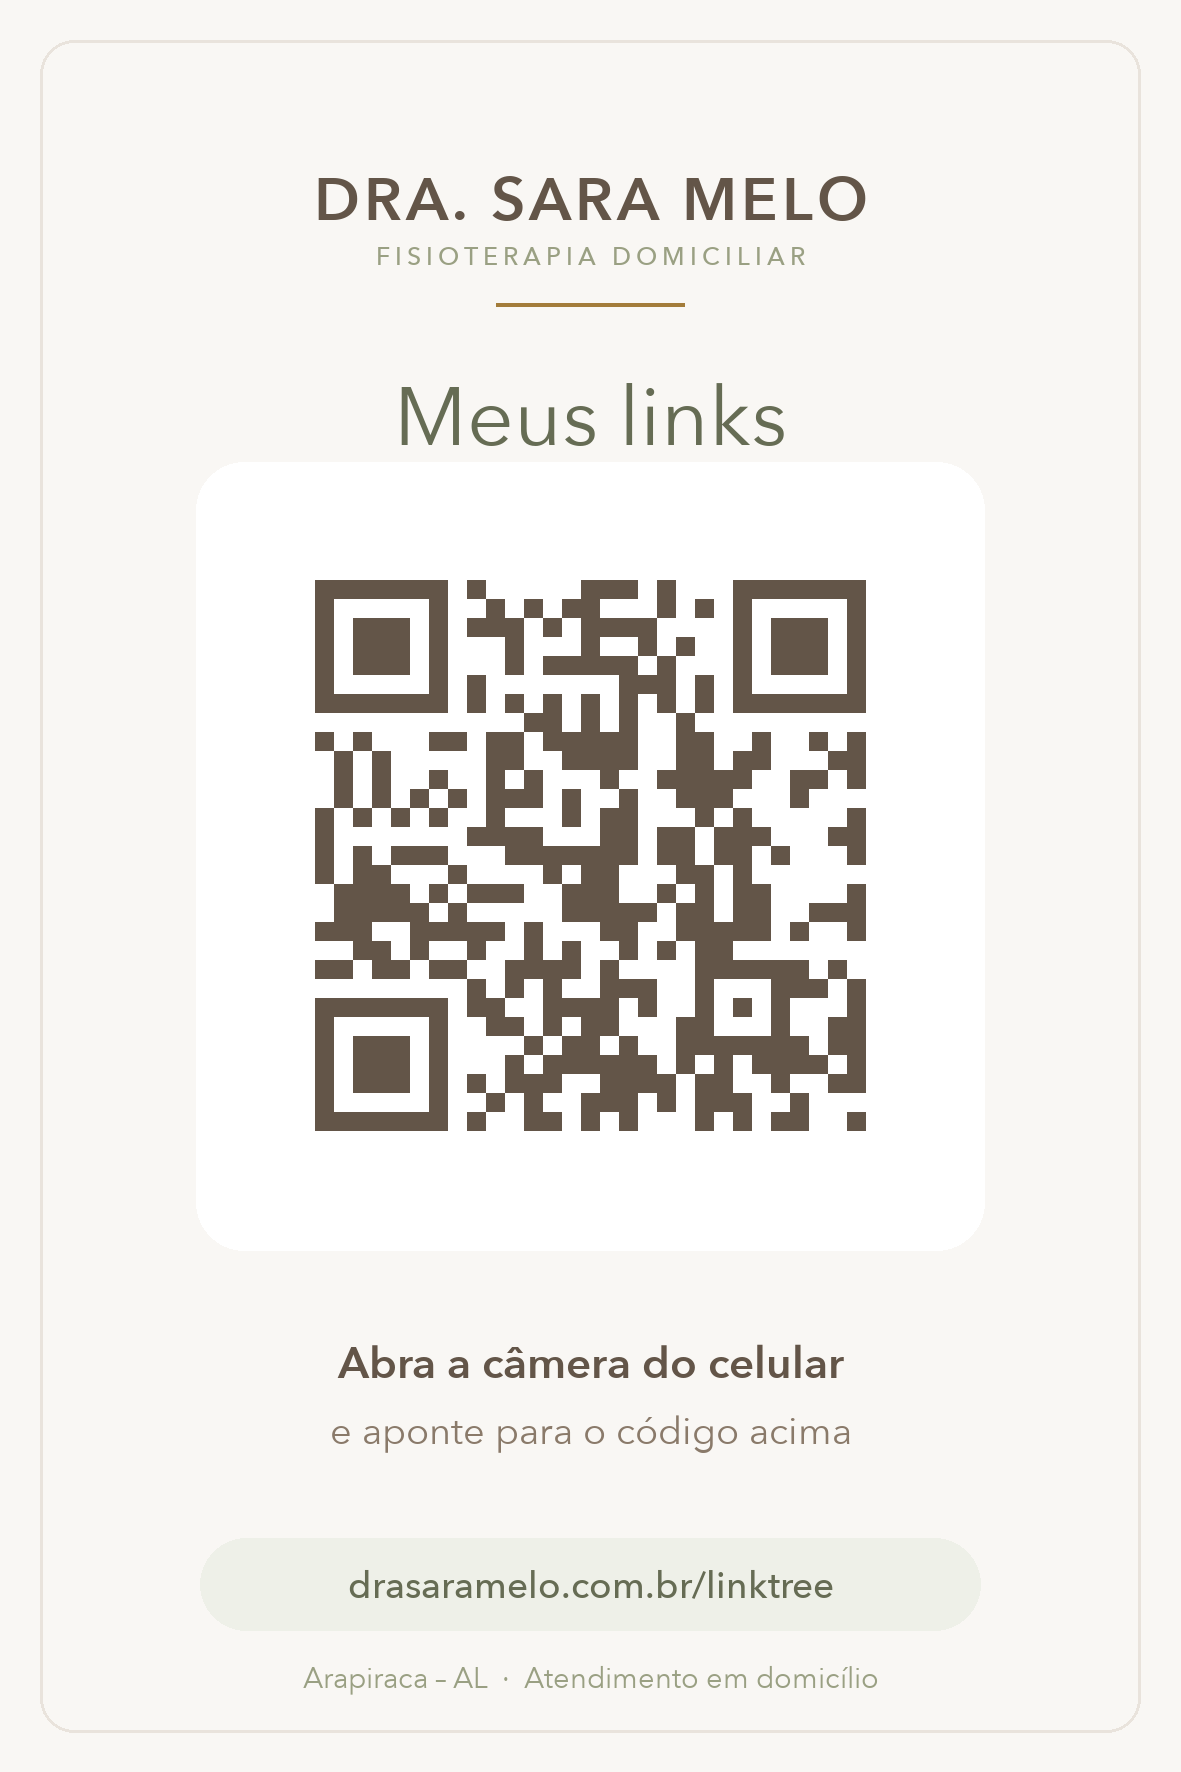 DRA. SARA MELO
FISIOTERAPIA DOMICILIAR
Meus links
Abra a câmera do celular
e aponte para o código acima
drasaramelo.com.br/linktree
Arapiraca – AL · Atendimento em domicílio